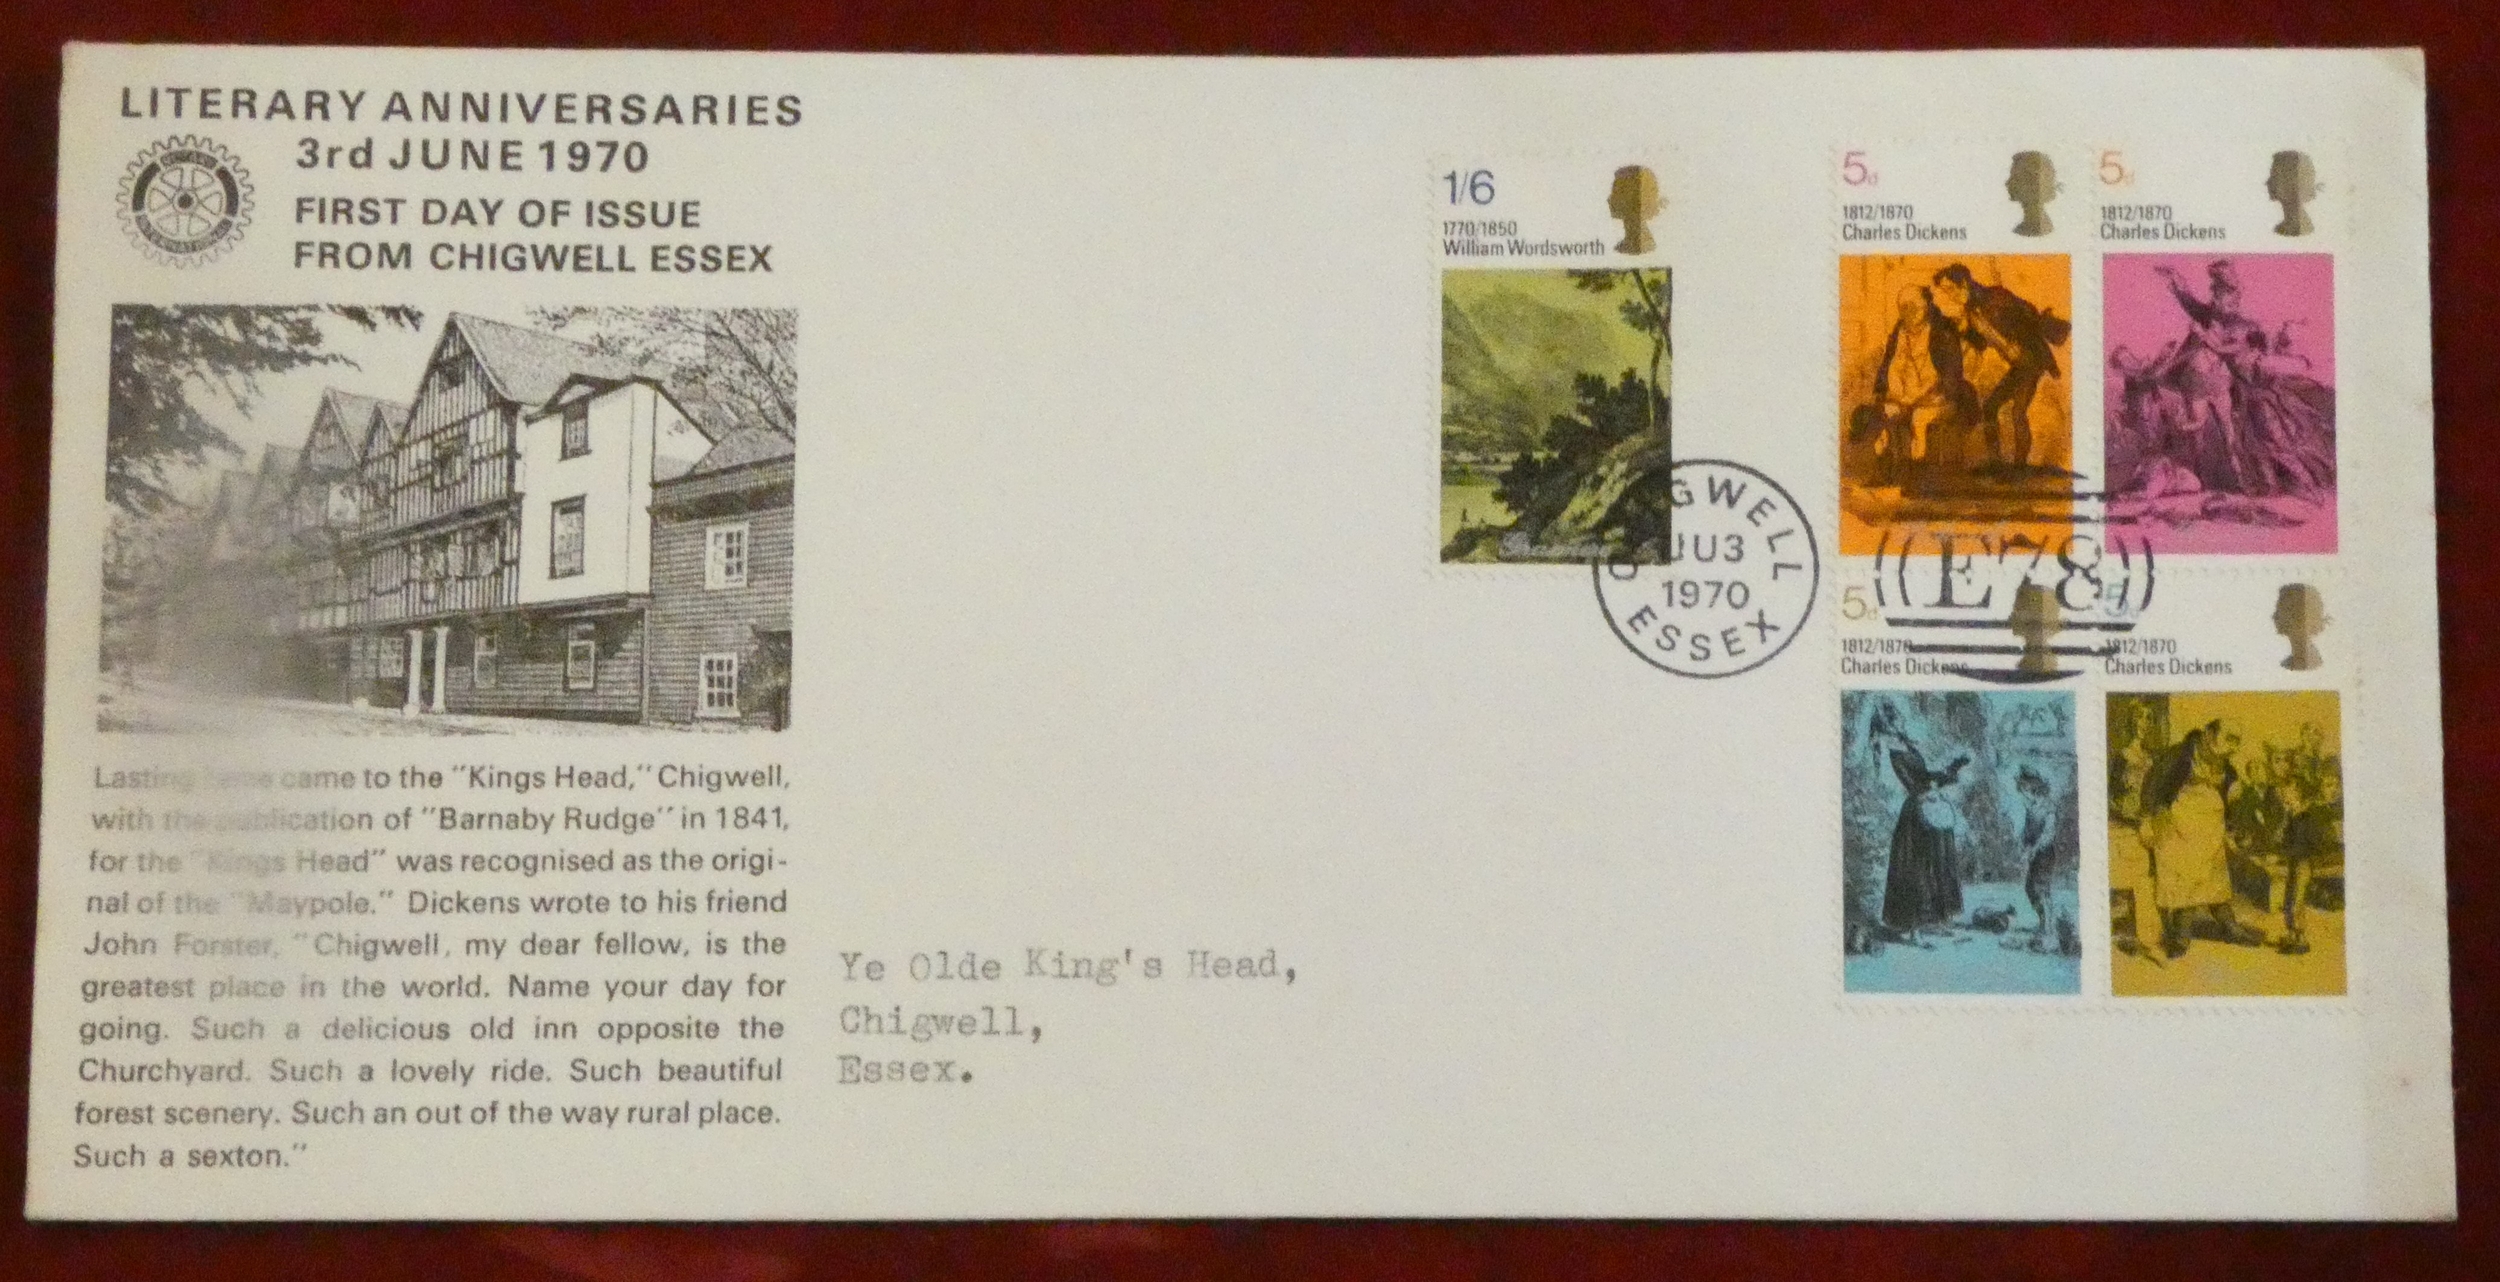 LITERARY ANNIVERSARIES
3rd JUNE 1970
FIRST DAY OF ISSUE
FROM CHIGWELL ESSEX
Lasting fame came to the "Kings Head," Chigwell,
with the publication of "Barnaby Rudge" in 1841,
for the "Kings Head" was recognised as the origi-
nal of the "Maypole." Dickens wrote to his friend
John Forster, "Chigwell, my dear fellow, is the
greatest place in the world. Name your day for
going. Such a delicious old inn opposite the
Churchyard. Such a lovely ride. Such beautiful
forest scenery. Such an out of the way rural place.
Such a sexton."
Ye Olde King's Head,
Chigwell,
Essex.
1/6
1770/1850
William Wordsworth
GWELL
JU3
1970
ESSEX
5d
1812/1870
Charles Dickens
5d
1812/1870
Charles Dickens
E78
5d
1812/1870
Charles Dickens
5d
1812/1870
Charles Dickens